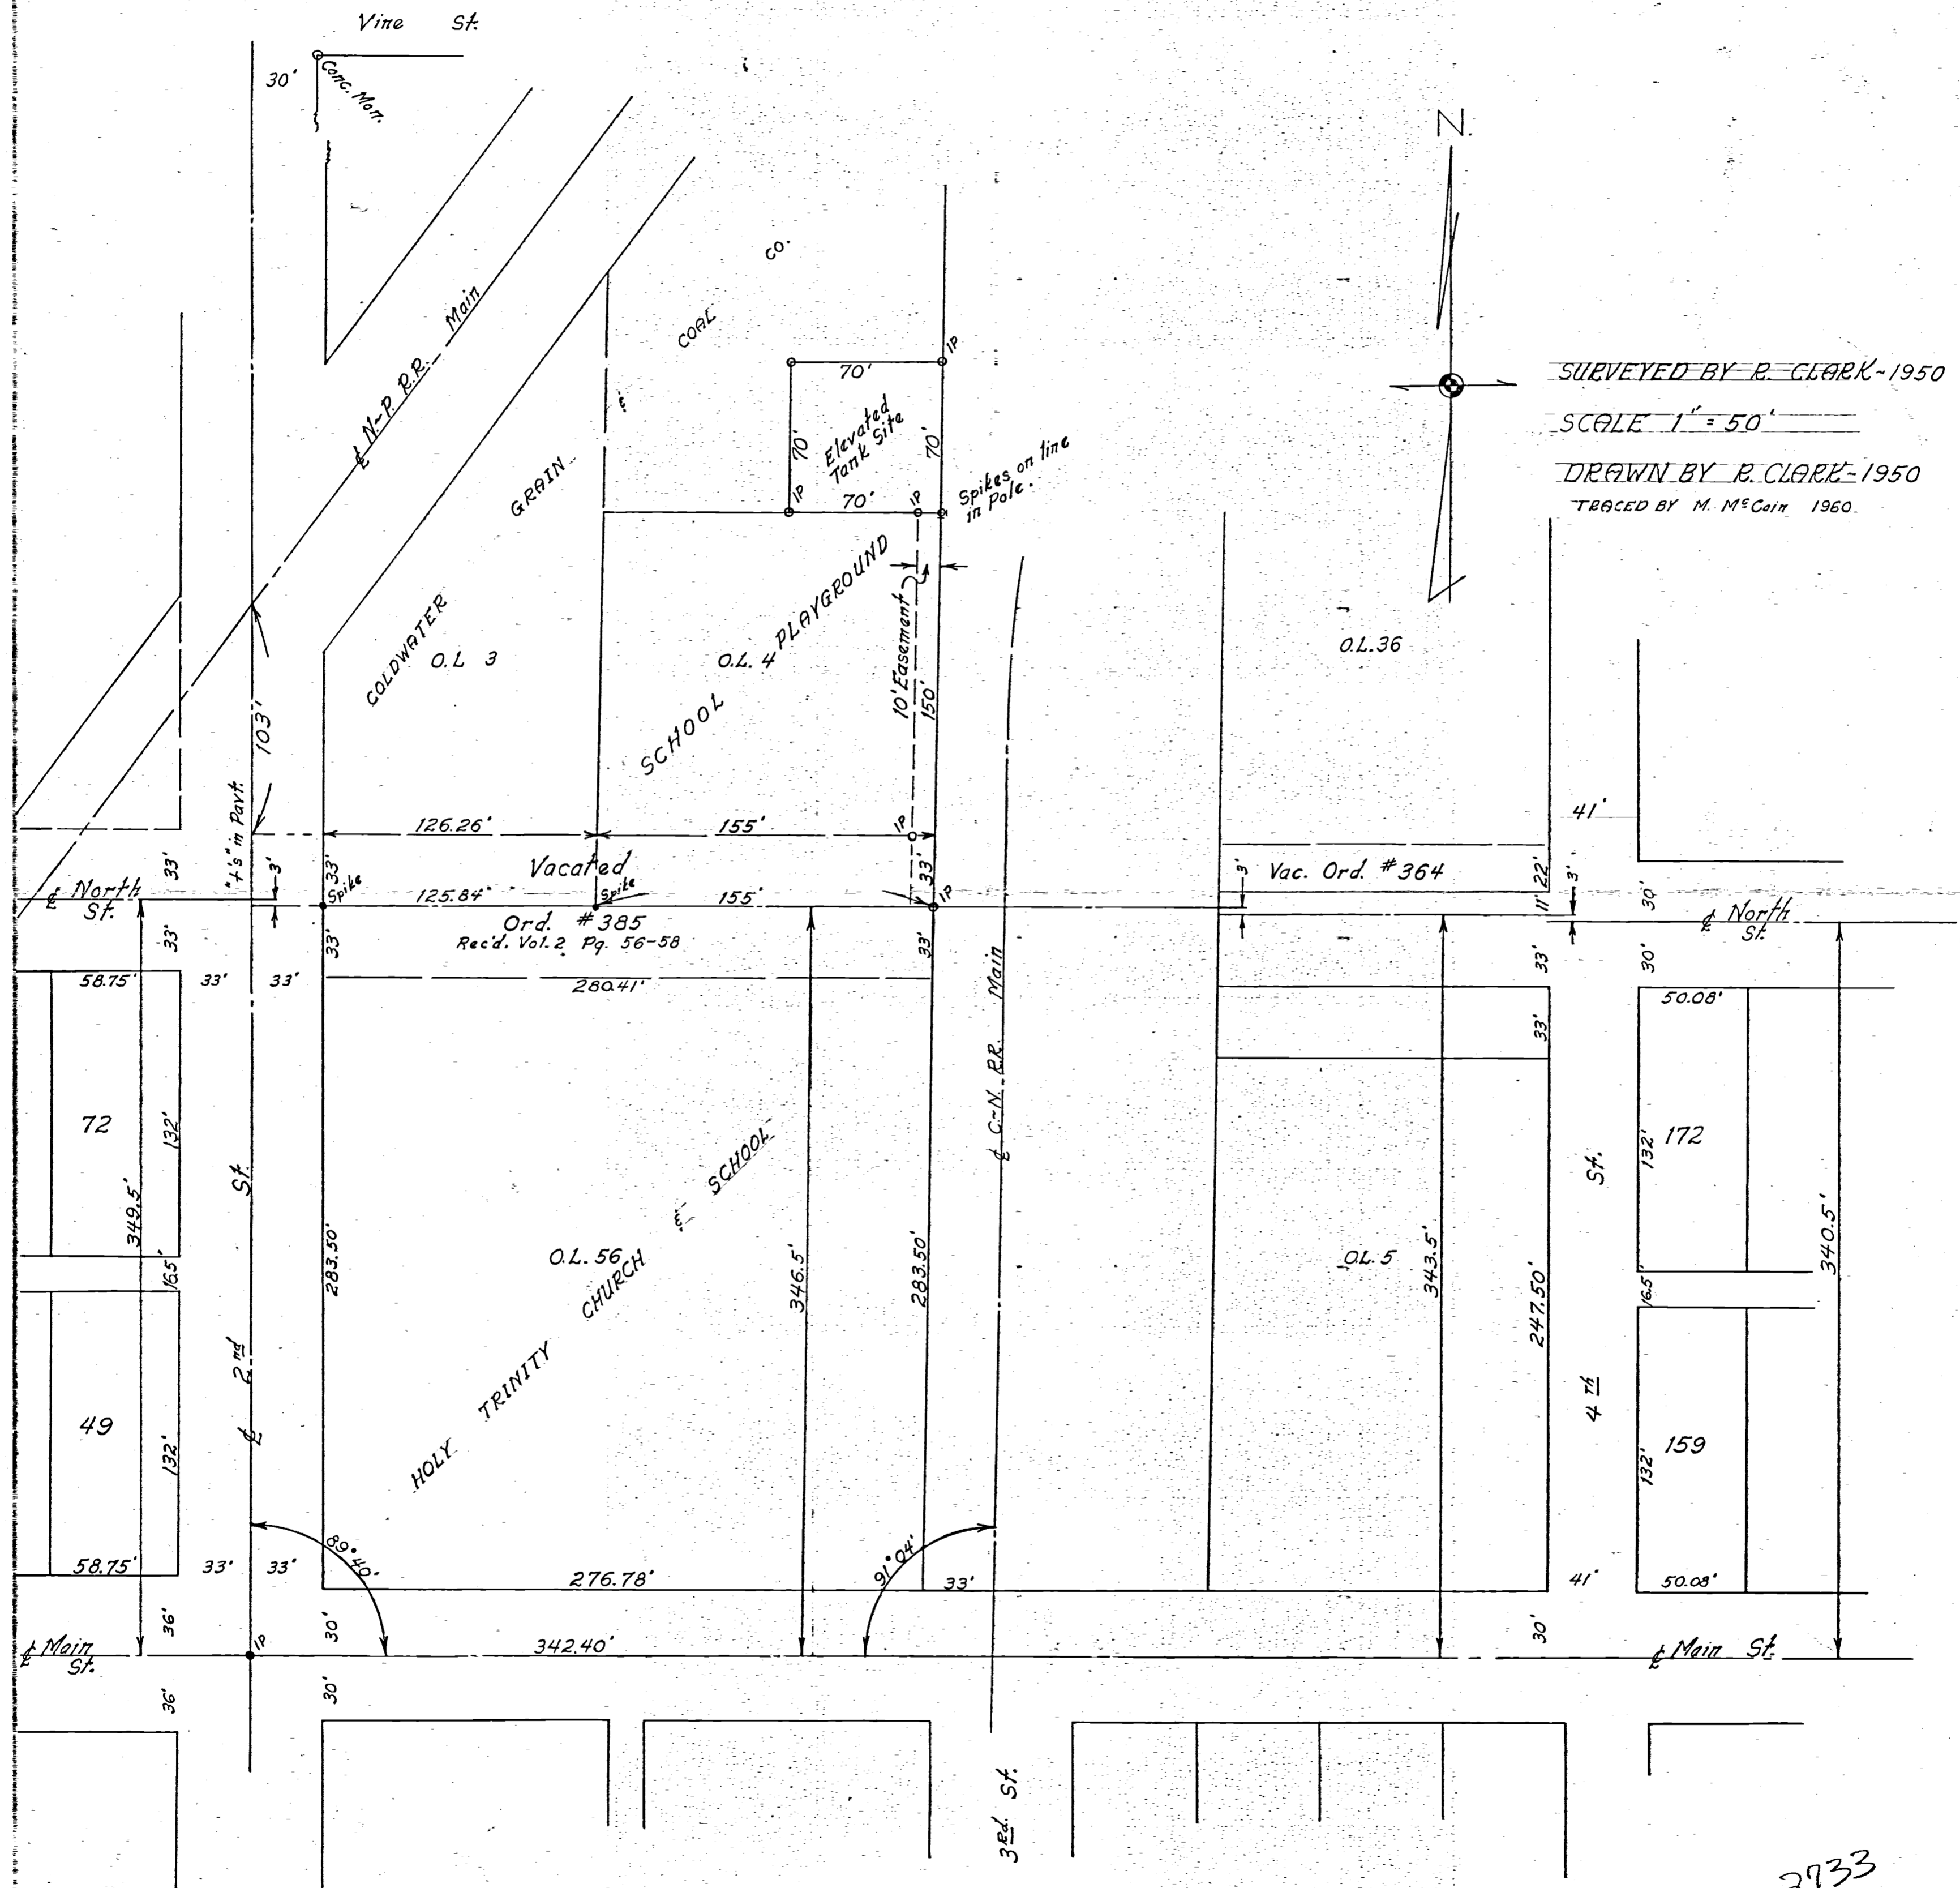 Vine St.
30'
Conc. Mon.
N.
CO.
COAL
&
GRAIN
COLDWATER
℄ N-P. R.R. Main
IP
70'
70'
Elevated
Tank Site
70'
IP
70'
IP
Spikes on line
in Pole.
SURVEYED BY R. CLARK-1950
SCALE 1" = 50'
DRAWN BY R. CLARK-1950
TRACED BY M. McCain 1960
O.L. 3
O.L. 4
SCHOOL PLAYGROUND
10' Easement
150'
O.L. 36
103'
"+'s" in Pavt.
41'
126.26'
155'
IP
33'
3'
33'
Vacated
33'
3'
Vac. Ord. #364
22'
3'
℄ North
St.
Spike
125.84'
Spike
155'
IP
11'
30'
℄ North
St.
Ord. #385
Rec'd. Vol. 2 Pg. 56-58
33'
33'
33'
33'
30'
58.75'
33'
33'
280.41'
50.08'
33'
℄ C-N. R.R. Main
72
132'
349.5'
16.5'
2nd St.
℄
283.50'
O.L. 56
HOLY TRINITY CHURCH & SCHOOL
346.5'
283.50'
O.L. 5
343.5'
247.50'
4th St.
132'
172
16.5'
340.5'
49
132'
132'
159
58.75'
33'
33'
89°40'
276.78'
91°04'
33'
41'
50.08'
36'
30'
30'
℄ Main
St.
IP
342.40'
℄ Main St.
36'
30'
3Rd. St.
2733